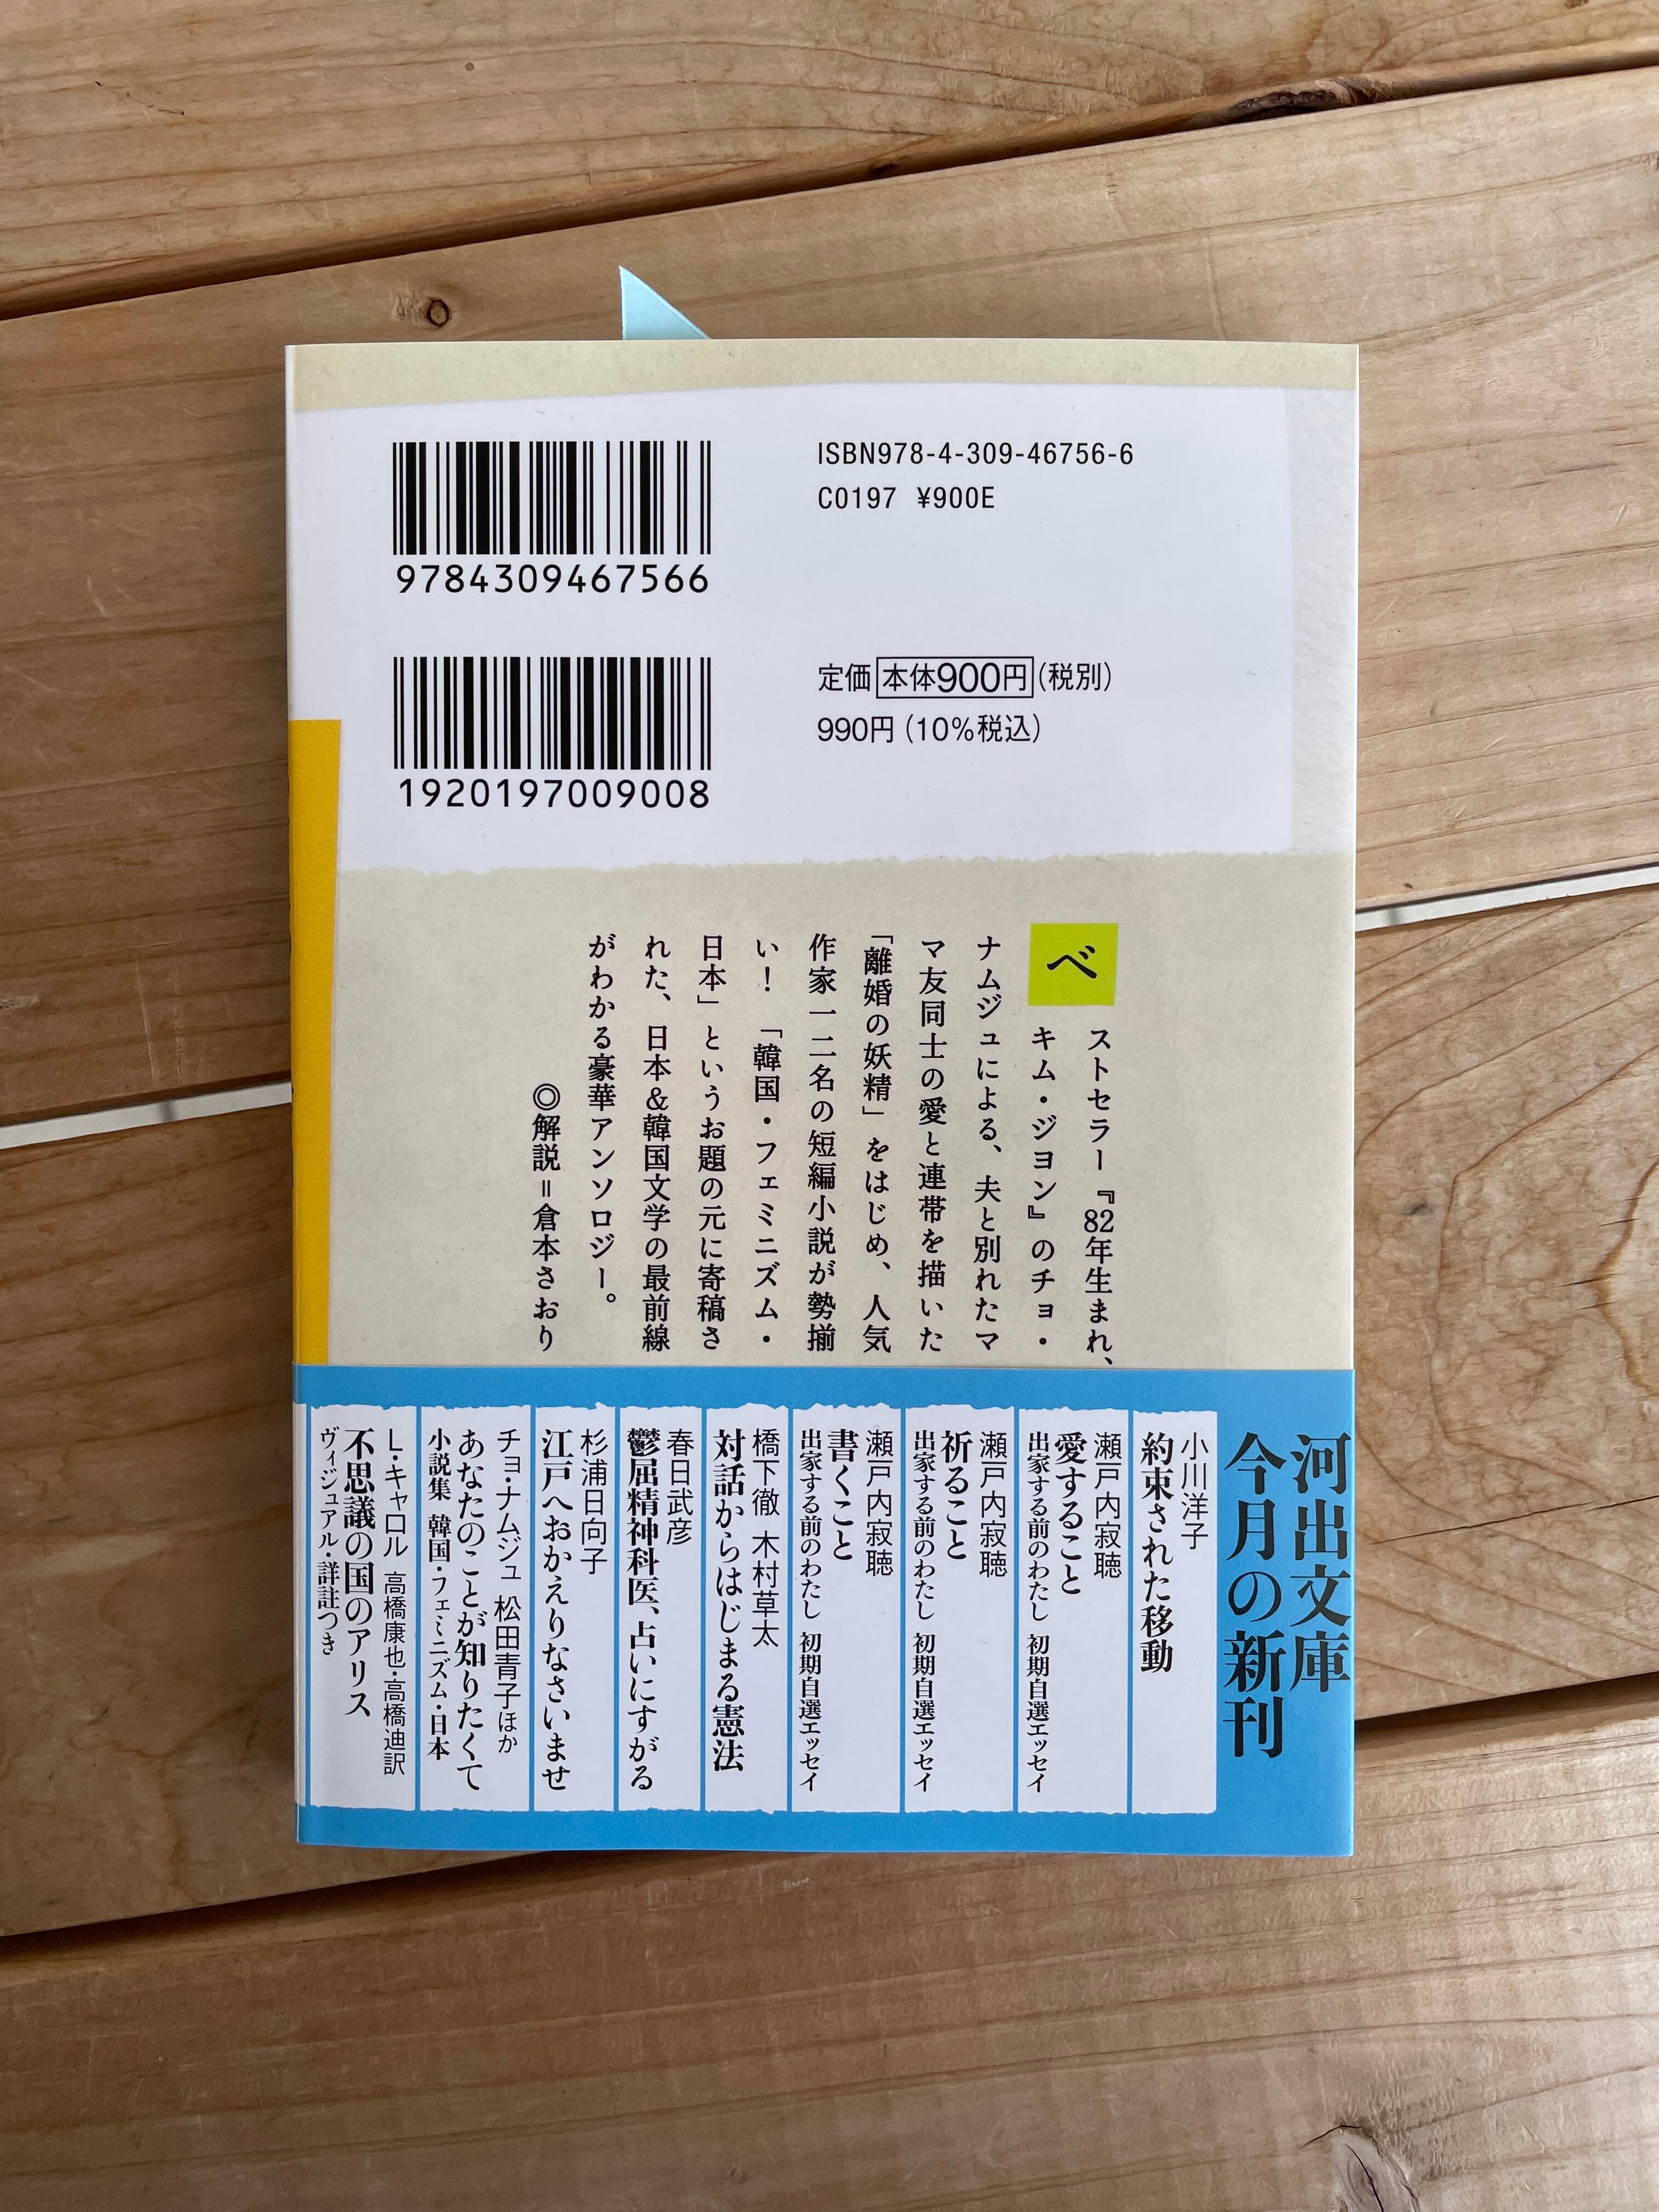 ISBN978-4-309-46756-6
C0197 ¥900E
9784309467566
定価 本体900円(税別)
990円(10%税込)
1920197009008
ベ
ストセラー『82年生まれ、
キム・ジヨン』のチョ・
ナムジュによる、夫と別れたマ
マ友同士の愛と連帯を描いた
「離婚の妖精」をはじめ、人気
作家一二名の短編小説が勢揃
い！「韓国・フェミニズム・
日本」というお題の元に寄稿さ
れた、日本&韓国文学の最前線
がわかる豪華アンソロジー。
◎解説=倉本さおり
河出文庫
今月の新刊
小川洋子
約束された移動
瀬戸内寂聴
愛すること
出家する前のわたし 初期自選エッセイ
瀬戸内寂聴
祈ること
出家する前のわたし 初期自選エッセイ
瀬戸内寂聴
書くこと
出家する前のわたし 初期自選エッセイ
橋下徹 木村草太
対話からはじまる憲法
春日武彦
鬱屈精神科医、占いにすがる
杉浦日向子
江戸へおかえりなさいませ
チョ・ナムジュ 松田青子ほか
あなたのことが知りたくて
小説集 韓国・フェミニズム・日本
L・キャロル 高橋康也・高橋迪訳
不思議の国のアリス
ヴィジュアル・詳註つき